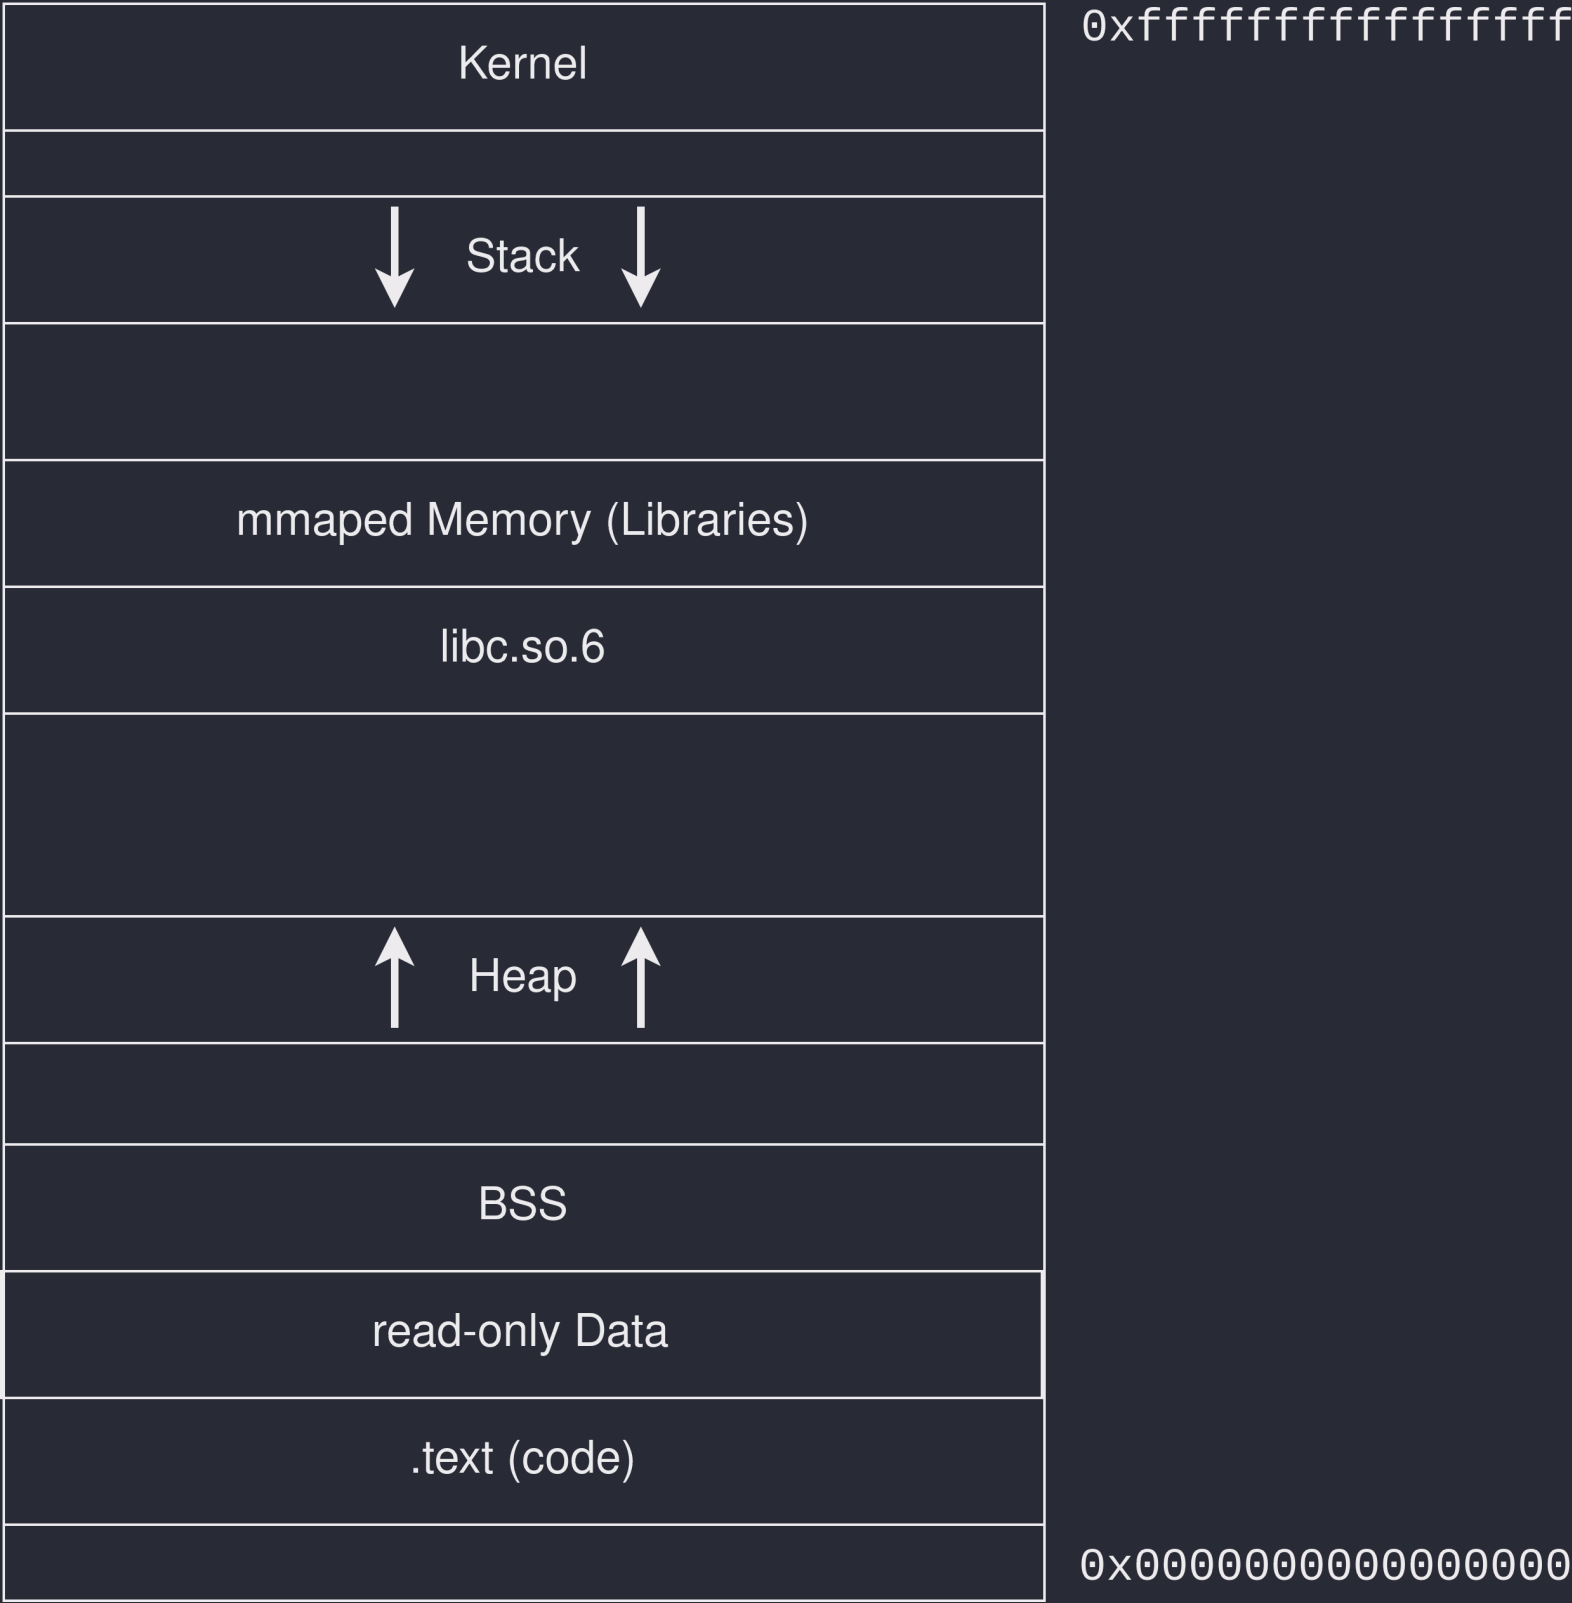 Kernel
0xffffffffffffffff
Stack
mmaped Memory (Libraries)
libc.so.6
Heap
BSS
read-only Data
.text (code)
0x0000000000000000